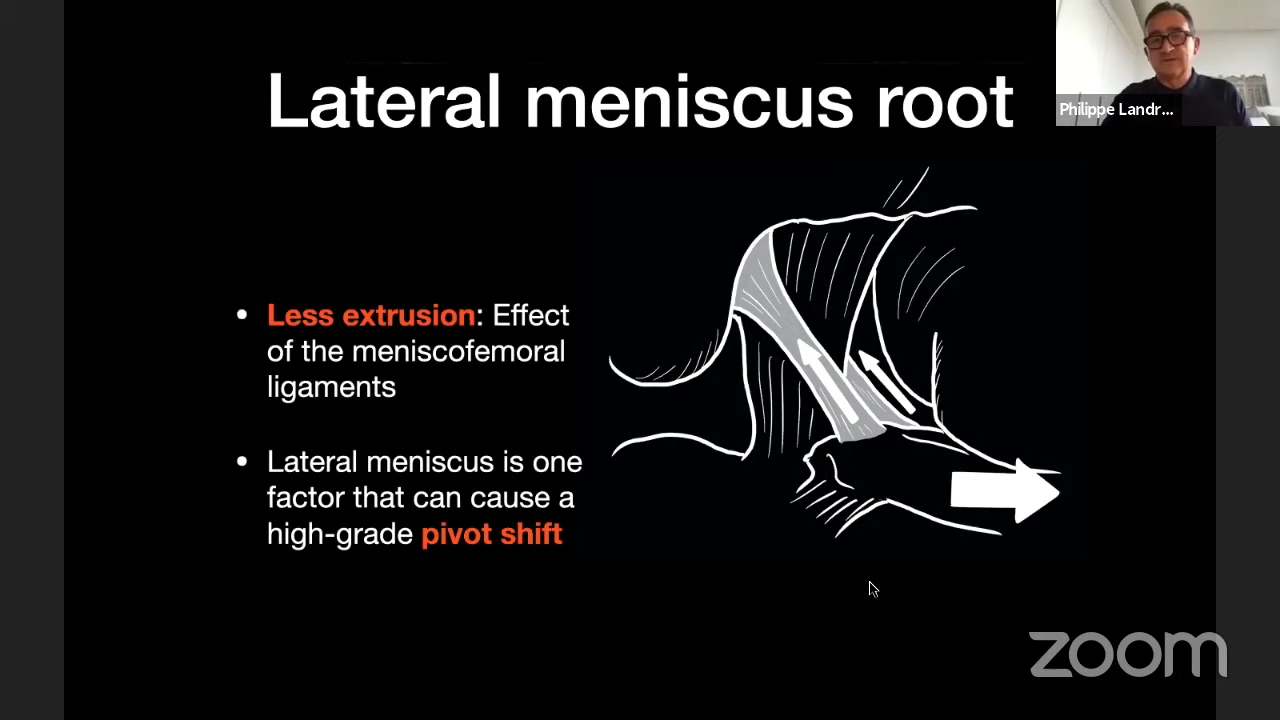 Lateral meniscus root
Philippe Landr...
• Less extrusion: Effect
of the meniscofemoral
ligaments
• Lateral meniscus is one
factor that can cause a
high-grade pivot shift
zoom